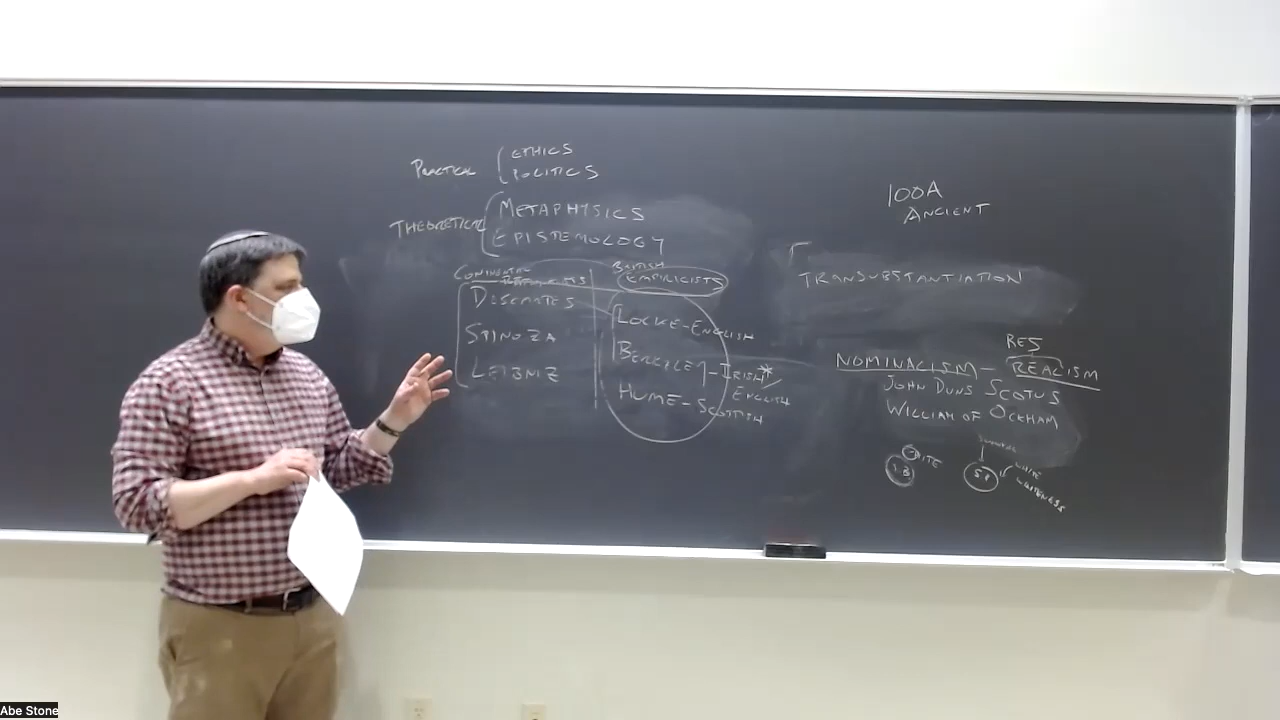 PRACTICAL
ETHICS
POLITICS
THEORETICAL
METAPHYSICS
EPISTEMOLOGY
CONTINENTAL
BRITISH
EMPIRICISTS
DESCARTES
SPINOZA
LEIBNIZ
LOCKE-ENGLISH
BERKELEY-IRISH*
ENGLISH
HUME-SCOTTISH
100A
ANCIENT
TRANSUBSTANTIATION
RES
NOMINALISM - REALISM
JOHN DUNS SCOTUS
WILLIAM OF OCKHAM
WHITE
WHITENESS
Abe Stone